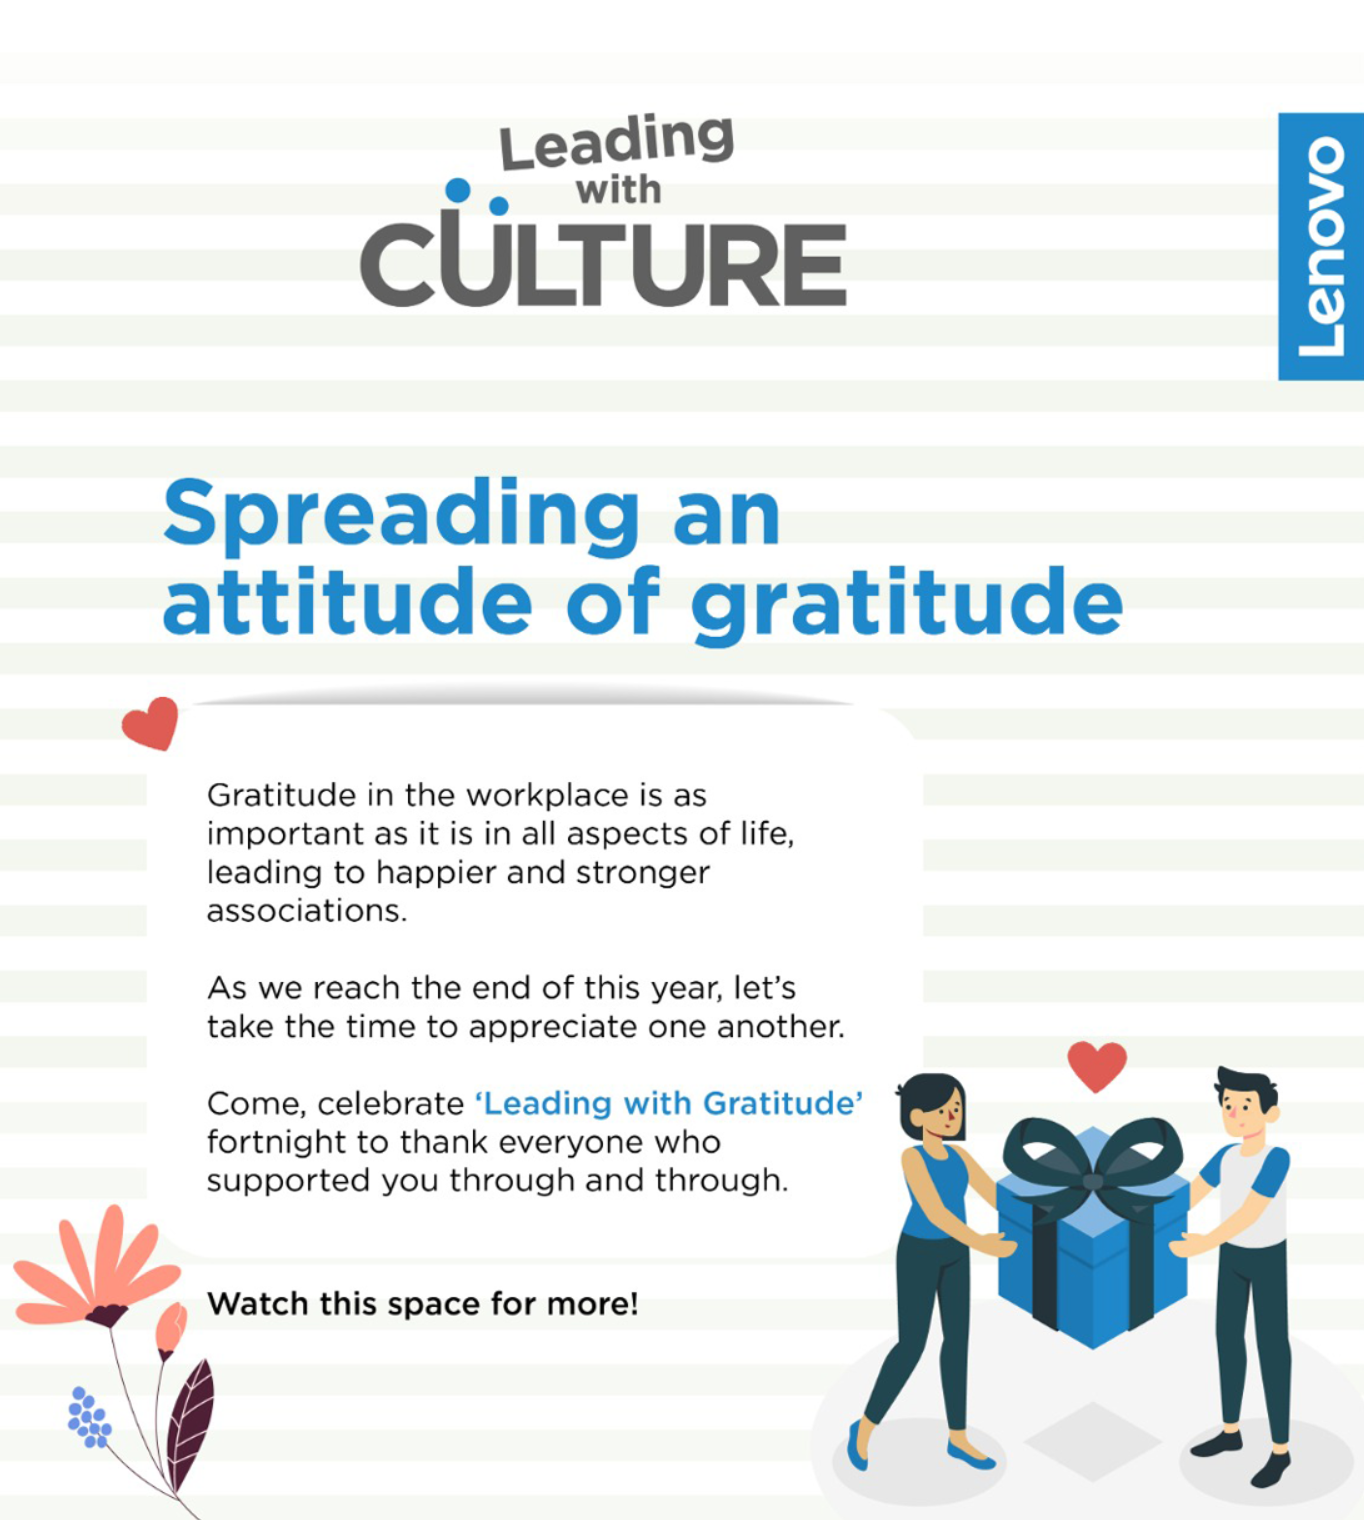 Leading
with
CULTURE
Lenovo
Spreading an
attitude of gratitude
Gratitude in the workplace is as
important as it is in all aspects of life,
leading to happier and stronger
associations.
As we reach the end of this year, let’s
take the time to appreciate one another.
Come, celebrate ‘Leading with Gratitude’
fortnight to thank everyone who
supported you through and through.
Watch this space for more!